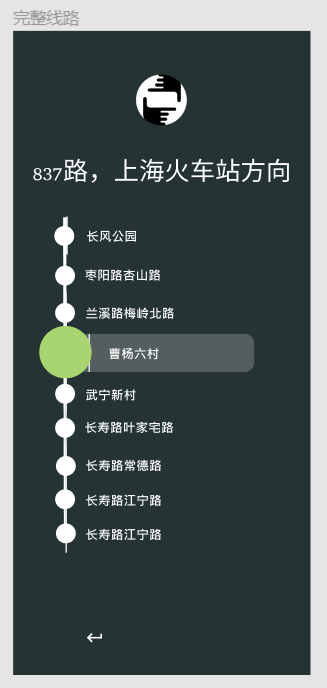 完整线路
837路，上海火车站方向
长风公园
枣阳路杏山路
兰溪路梅岭北路
曹杨六村
武宁新村
长寿路叶家宅路
长寿路常德路
长寿路江宁路
长寿路江宁路